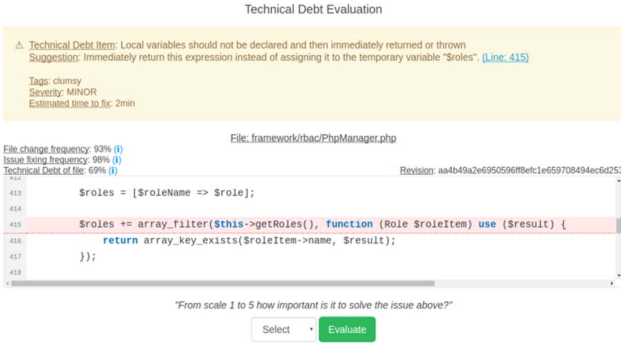 Technical Debt Evaluation
⚠ Technical Debt Item: Local variables should not be declared and then immediately returned or thrown
Suggestion: Immediately return this expression instead of assigning it to the temporary variable "$roles". (Line: 415)
Tags: clumsy
Severity: MINOR
Estimated time to fix: 2min
File: framework/rbac/PhpManager.php
File change frequency: 93% (i)
Issue fixing frequency: 98% (i)
Technical Debt of file: 69% (i)
Revision: aa4b49a2e6950596ff8efc1e659708494ec6d253
412
413 $roles = [$roleName => $role];
414
415 $roles += array_filter($this->getRoles(), function (Role $roleItem) use ($result) {
416 return array_key_exists($roleItem->name, $result);
417 });
418
"From scale 1 to 5 how important is it to solve the issue above?"
Select
Evaluate